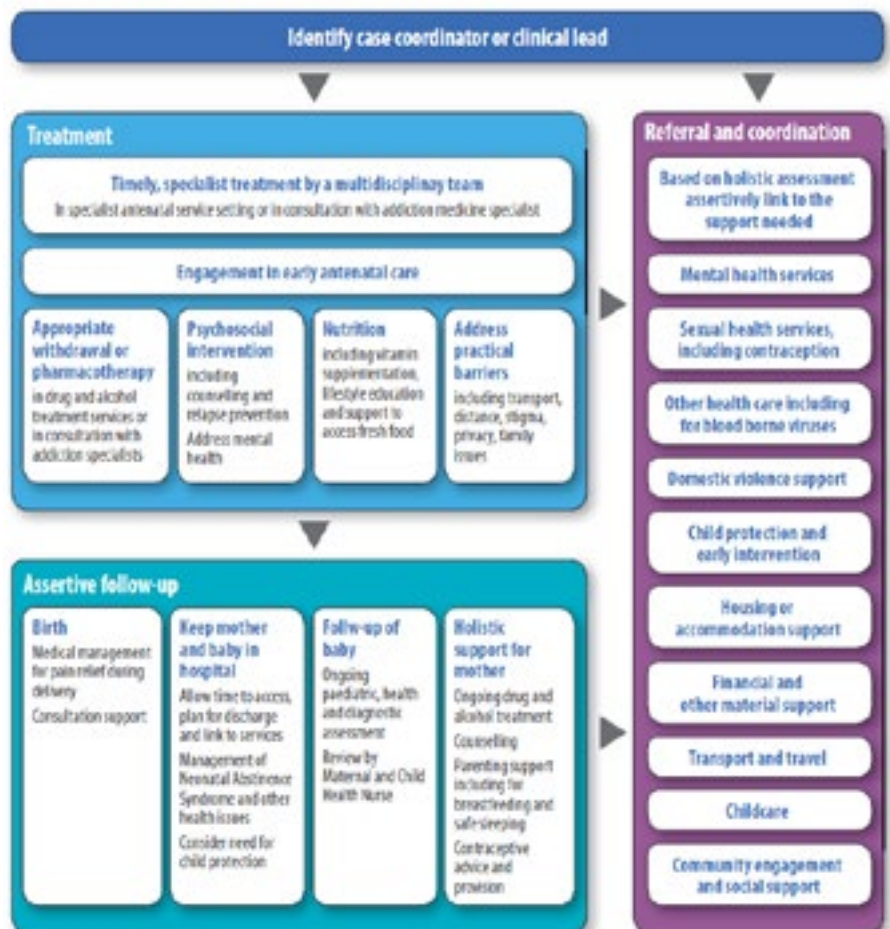 Identify case coordinator or clinical lead
Treatment
Timely, specialist treatment by a multidisciplinay team
In specialist antenatal service setting or in consultation with addiction medicine specialist
Engagement in early antenatal care
Appropriate
withdrawal or
pharmacotherapy
in drug and alcohol
treatment services or
in consultation with
addiction specialists
Psychosocial
intervention
including
counselling and
relapse prevention
Address mental
health
Nutrition
including vitamin
supplementation,
lifestyle education
and support to
access fresh food
Address
practical
barriers
including transport,
distance, stigma,
privacy, family
issues
Assertive follow-up
Birth
Medical management
for pain relief during
delivery
Consultation support
Keep mother
and baby in
hospital
Allow time to access,
plan for discharge
and link to services
Management of
Neonatal Abstinence
Syndrome and other
health issues
Consider need for
child protection
Follw-up of
baby
Ongoing
paediatric, health
and diagnostic
assessment
Review by
Maternal and Child
Health Nurse
Holistic
support for
mother
Ongoing drug and
alcohol treatment
Counselling
Parenting support
including for
breastfeeding and
safe sleeping
Contraceptive
advice and
provision
Referral and coordination
Based on holistic assessment
assertively link to the
support needed
Mental health services
Sexual health services,
including contraception
Other health care including
for blood borne viruses
Domestic violence support
Child protection and
early intervention
Housing or
accommodation support
Financial and
other material support
Transport and travel
Childcare
Community engagement
and social support